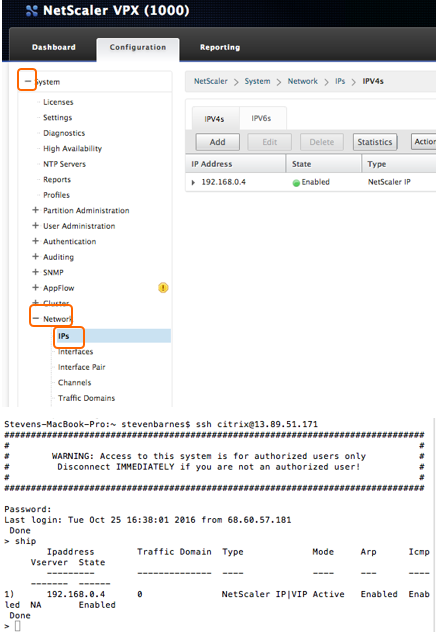 NetScaler VPX (1000)
Dashboard Configuration Reporting
System
Licenses
Settings
Diagnostics
High Availability
NTP Servers
Reports
Profiles
Partition Administration
User Administration
Authentication
Auditing
SNMP
AppFlow
Cluster
Network
IPs
Interfaces
Interface Pair
Channels
Traffic Domains
NetScaler > System > Network > IPs > IPV4s
IPV4s IPV6s
Add Edit Delete Statistics Action
IP Address State Type
192.168.0.4 Enabled NetScaler IP
Stevens-MacBook-Pro:~ stevenbarnes$ ssh citrix@13.89.51.171
###############################################################################
#                                                                             #
#        WARNING: Access to this system is for authorized users only          #
#         Disconnect IMMEDIATELY if you are not an authorized user!           #
#                                                                             #
###############################################################################
Password:
Last login: Tue Oct 25 16:38:01 2016 from 68.60.57.181
 Done
> ship
        Ipaddress        Traffic Domain  Type             Mode     Arp      Icmp
     Vserver  State
        ---------        --------------  ----             ----     ---      ----
     -------  ------
1)      192.168.0.4      0               NetScaler IP|VIP Active   Enabled  Enab
led  NA       Enabled
 Done
>